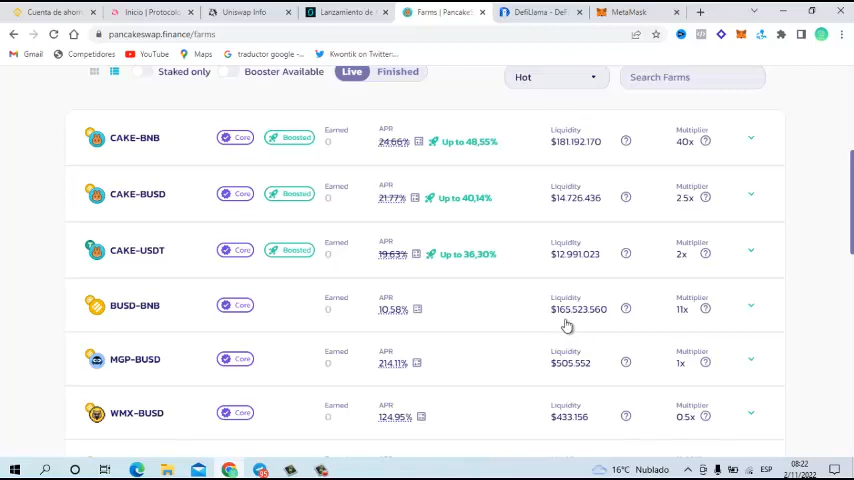 Cuenta de ahorr
Inicio | Protocolo
Uniswap Info
Lanzamiento de
Farms | PancakeS
DefiLlama - DeF
MetaMask
pancakeswap.finance/farms
Gmail
Competidores
YouTube
Maps
traductor google -...
Kwontik on Twitter:...
Staked only
Booster Available
Live
Finished
Hot
Search Farms
CAKE-BNB
Core
Boosted
Earned
0
APR
24.66%
Up to 48,55%
Liquidity
$181.192.170
Multiplier
40x
CAKE-BUSD
Core
Boosted
Earned
0
APR
21.77%
Up to 40,14%
Liquidity
$14.726.436
Multiplier
2.5x
CAKE-USDT
Core
Boosted
Earned
0
APR
19.63%
Up to 36,30%
Liquidity
$12.991.023
Multiplier
2x
BUSD-BNB
Core
Earned
0
APR
10,58%
Liquidity
$165.523.560
Multiplier
11x
MGP-BUSD
Core
Earned
0
APR
214.11%
Liquidity
$505.552
Multiplier
1x
WMX-BUSD
Core
Earned
0
APR
124.95%
Liquidity
$433.156
Multiplier
0.5x
16°C Nublado
ESP
08:22
2/11/2022